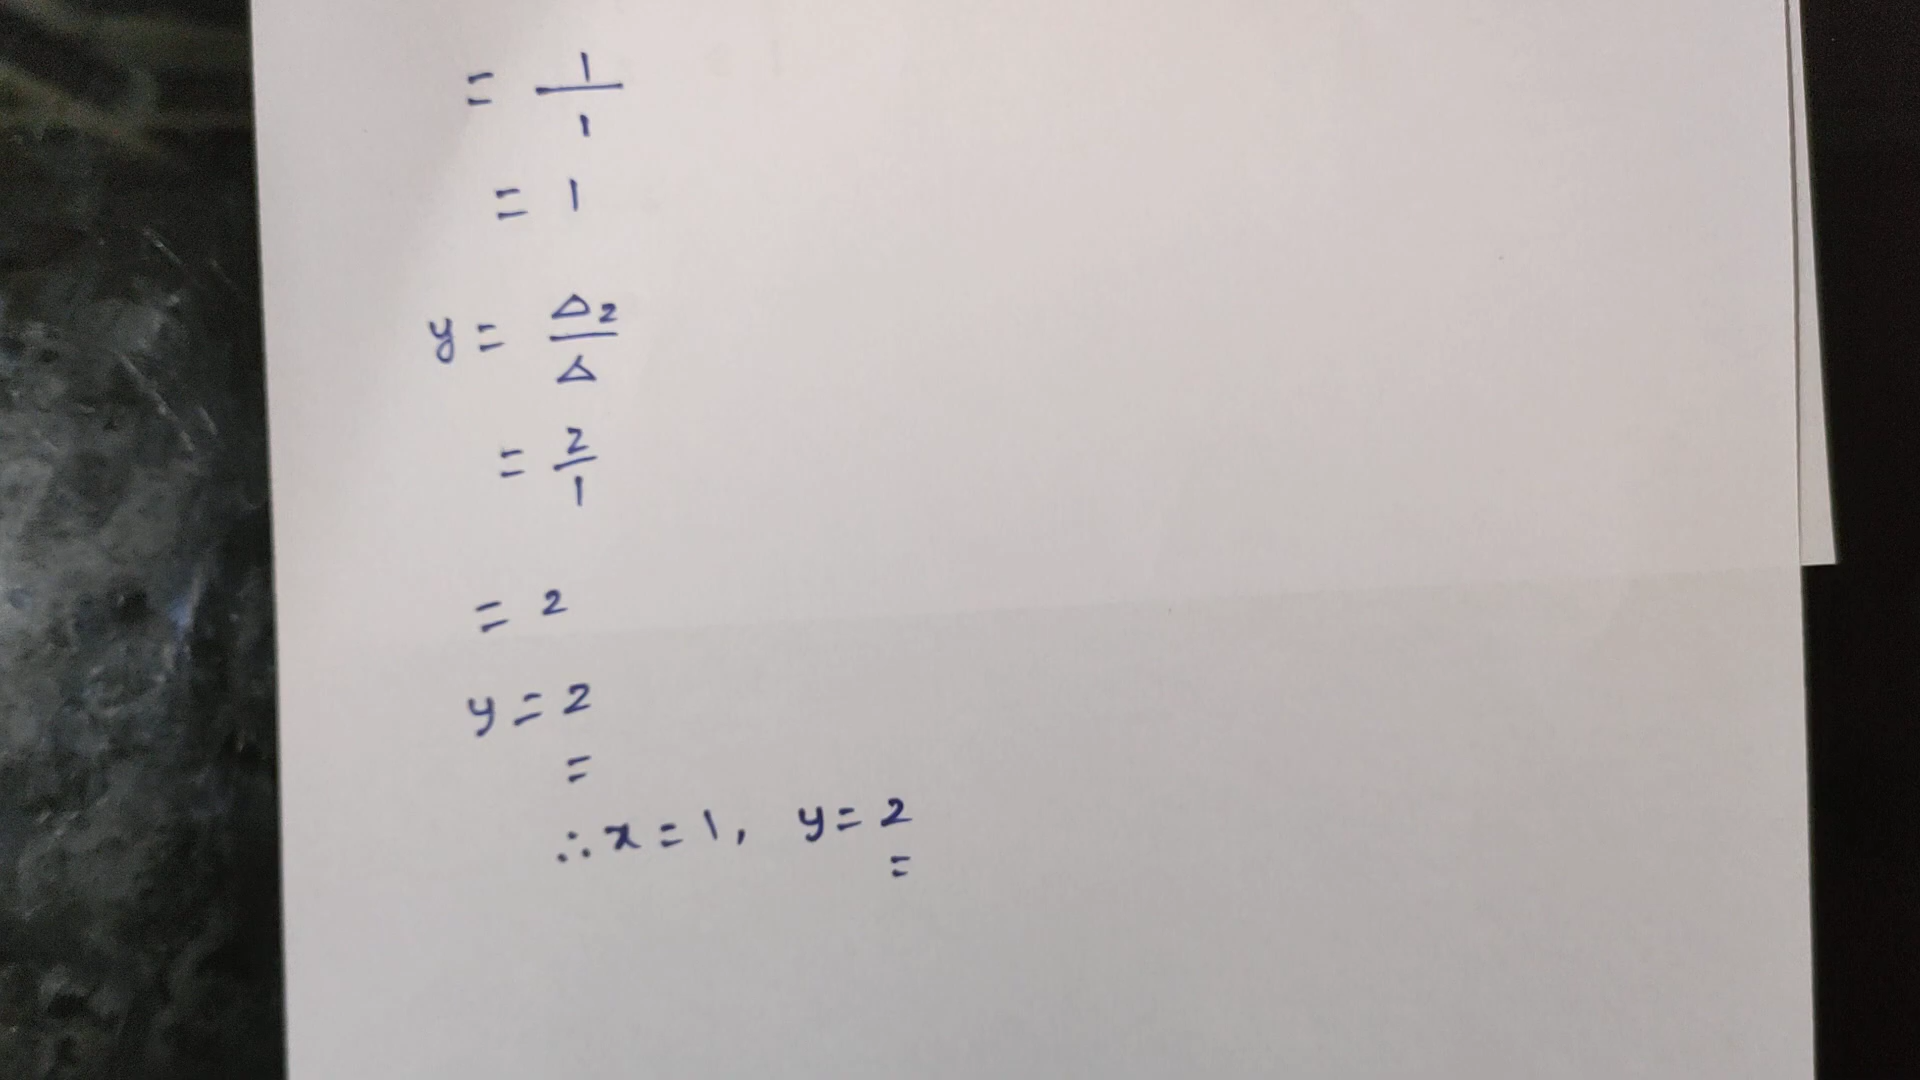 = 1/1
= 1
y = Δ2/Δ
= 2/1
= 2
y = 2
=
∴ x = 1, y = 2
=